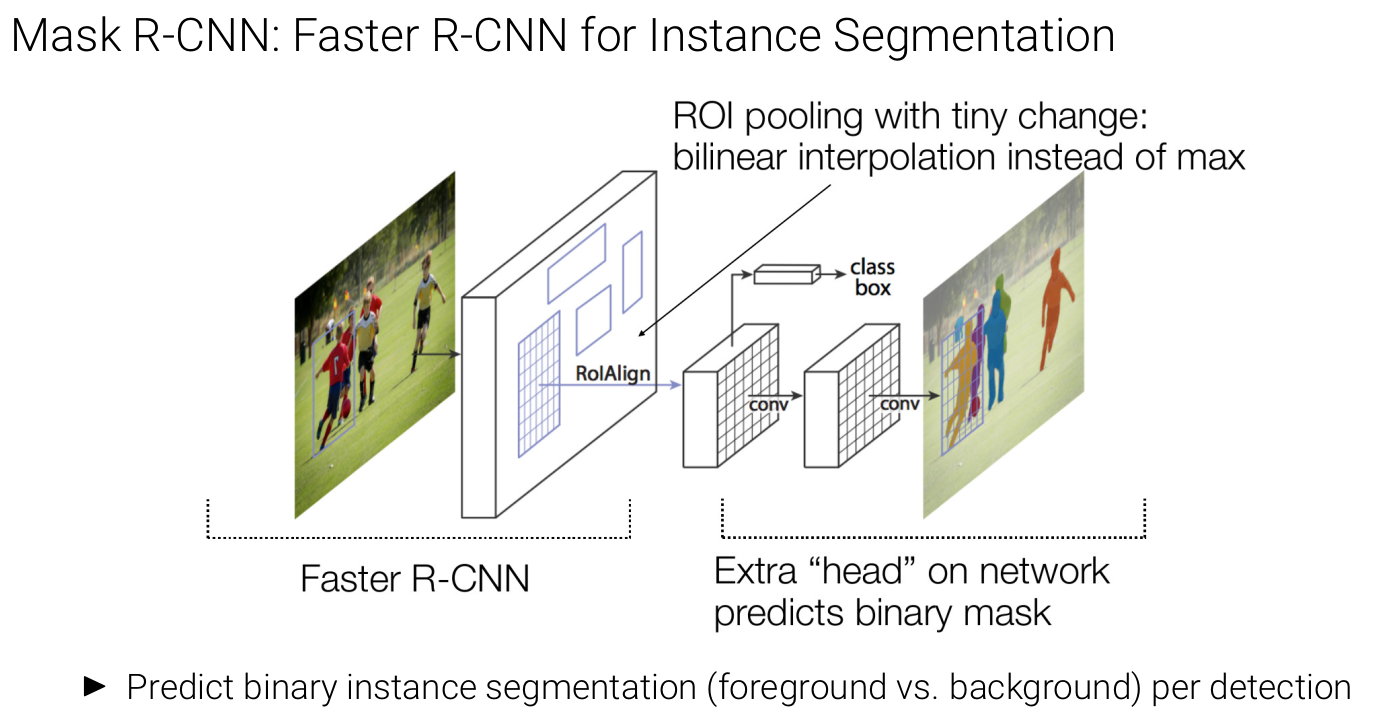 Mask R-CNN: Faster R-CNN for Instance Segmentation
ROI pooling with tiny change:
bilinear interpolation instead of max
class
box
RoIAlign
conv
conv
Faster R-CNN
Extra “head” on network
predicts binary mask
► Predict binary instance segmentation (foreground vs. background) per detection